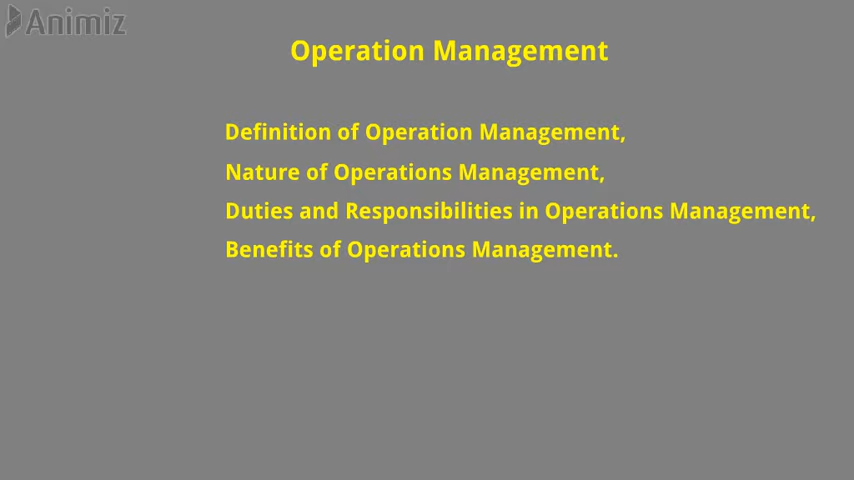 Animiz
Operation Management
Definition of Operation Management,
Nature of Operations Management,
Duties and Responsibilities in Operations Management,
Benefits of Operations Management.